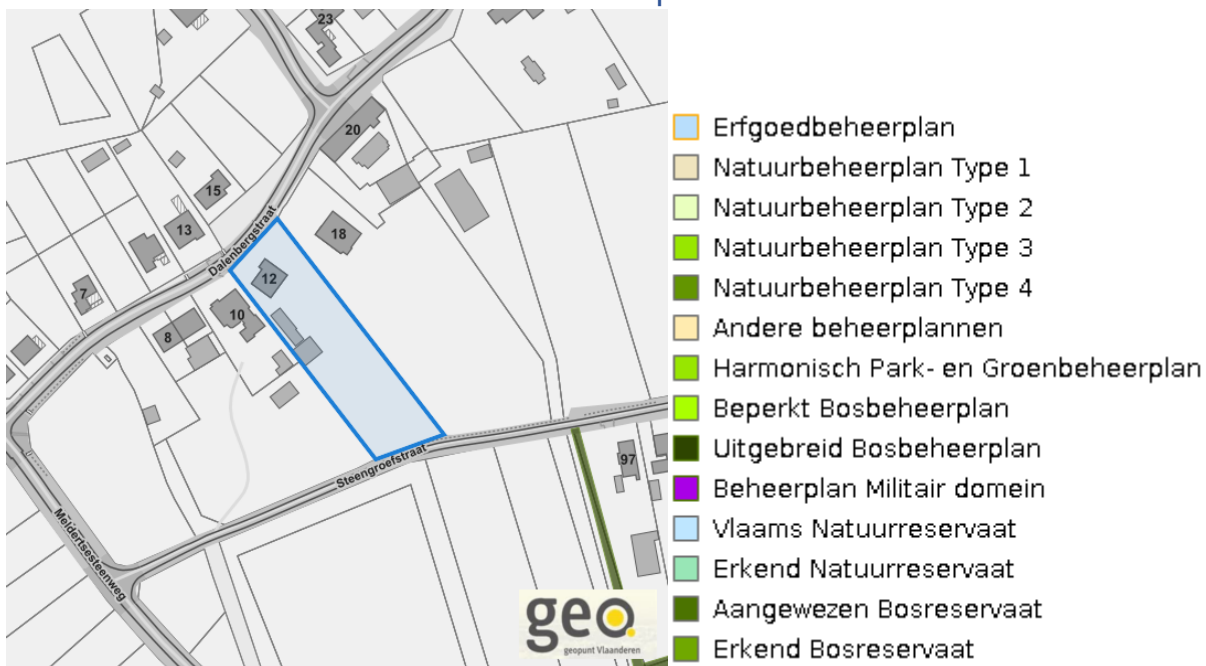 23
20
15
13
Dalenbergstraat
18
12
7
10
8
Steengroefstraat
97
Meldertsesteenweg
geo.
geopunt Vlaanderen
Erfgoedbeheerplan
Natuurbeheerplan Type 1
Natuurbeheerplan Type 2
Natuurbeheerplan Type 3
Natuurbeheerplan Type 4
Andere beheerplannen
Harmonisch Park- en Groenbeheerplan
Beperkt Bosbeheerplan
Uitgebreid Bosbeheerplan
Beheerplan Militair domein
Vlaams Natuurreservaat
Erkend Natuurreservaat
Aangewezen Bosreservaat
Erkend Bosreservaat